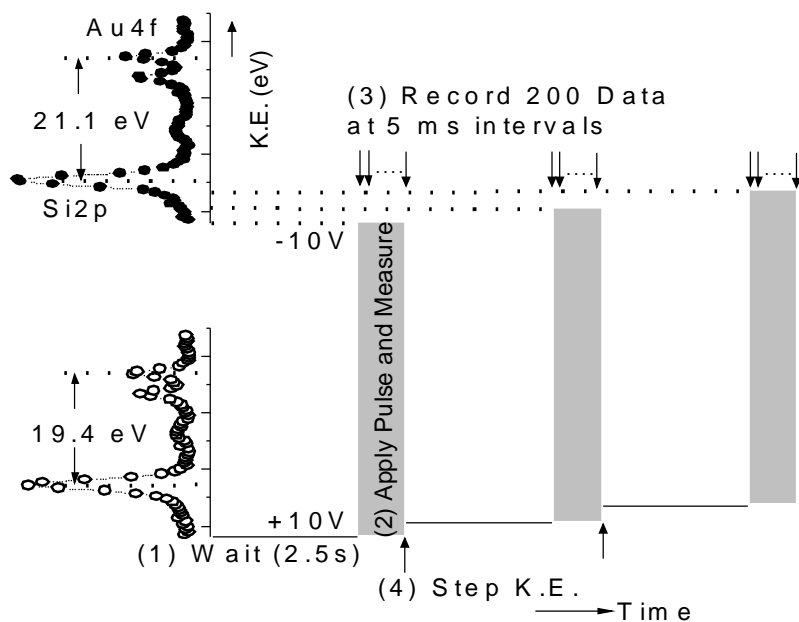 Au4f
K.E. (eV)
21.1 eV
Si2p
(3) Record 200 Data
at 5 ms intervals
-10V
(2) Apply Pulse and Measure
19.4 eV
+10V
(1) Wait (2.5s)
(4) Step K.E.
Time